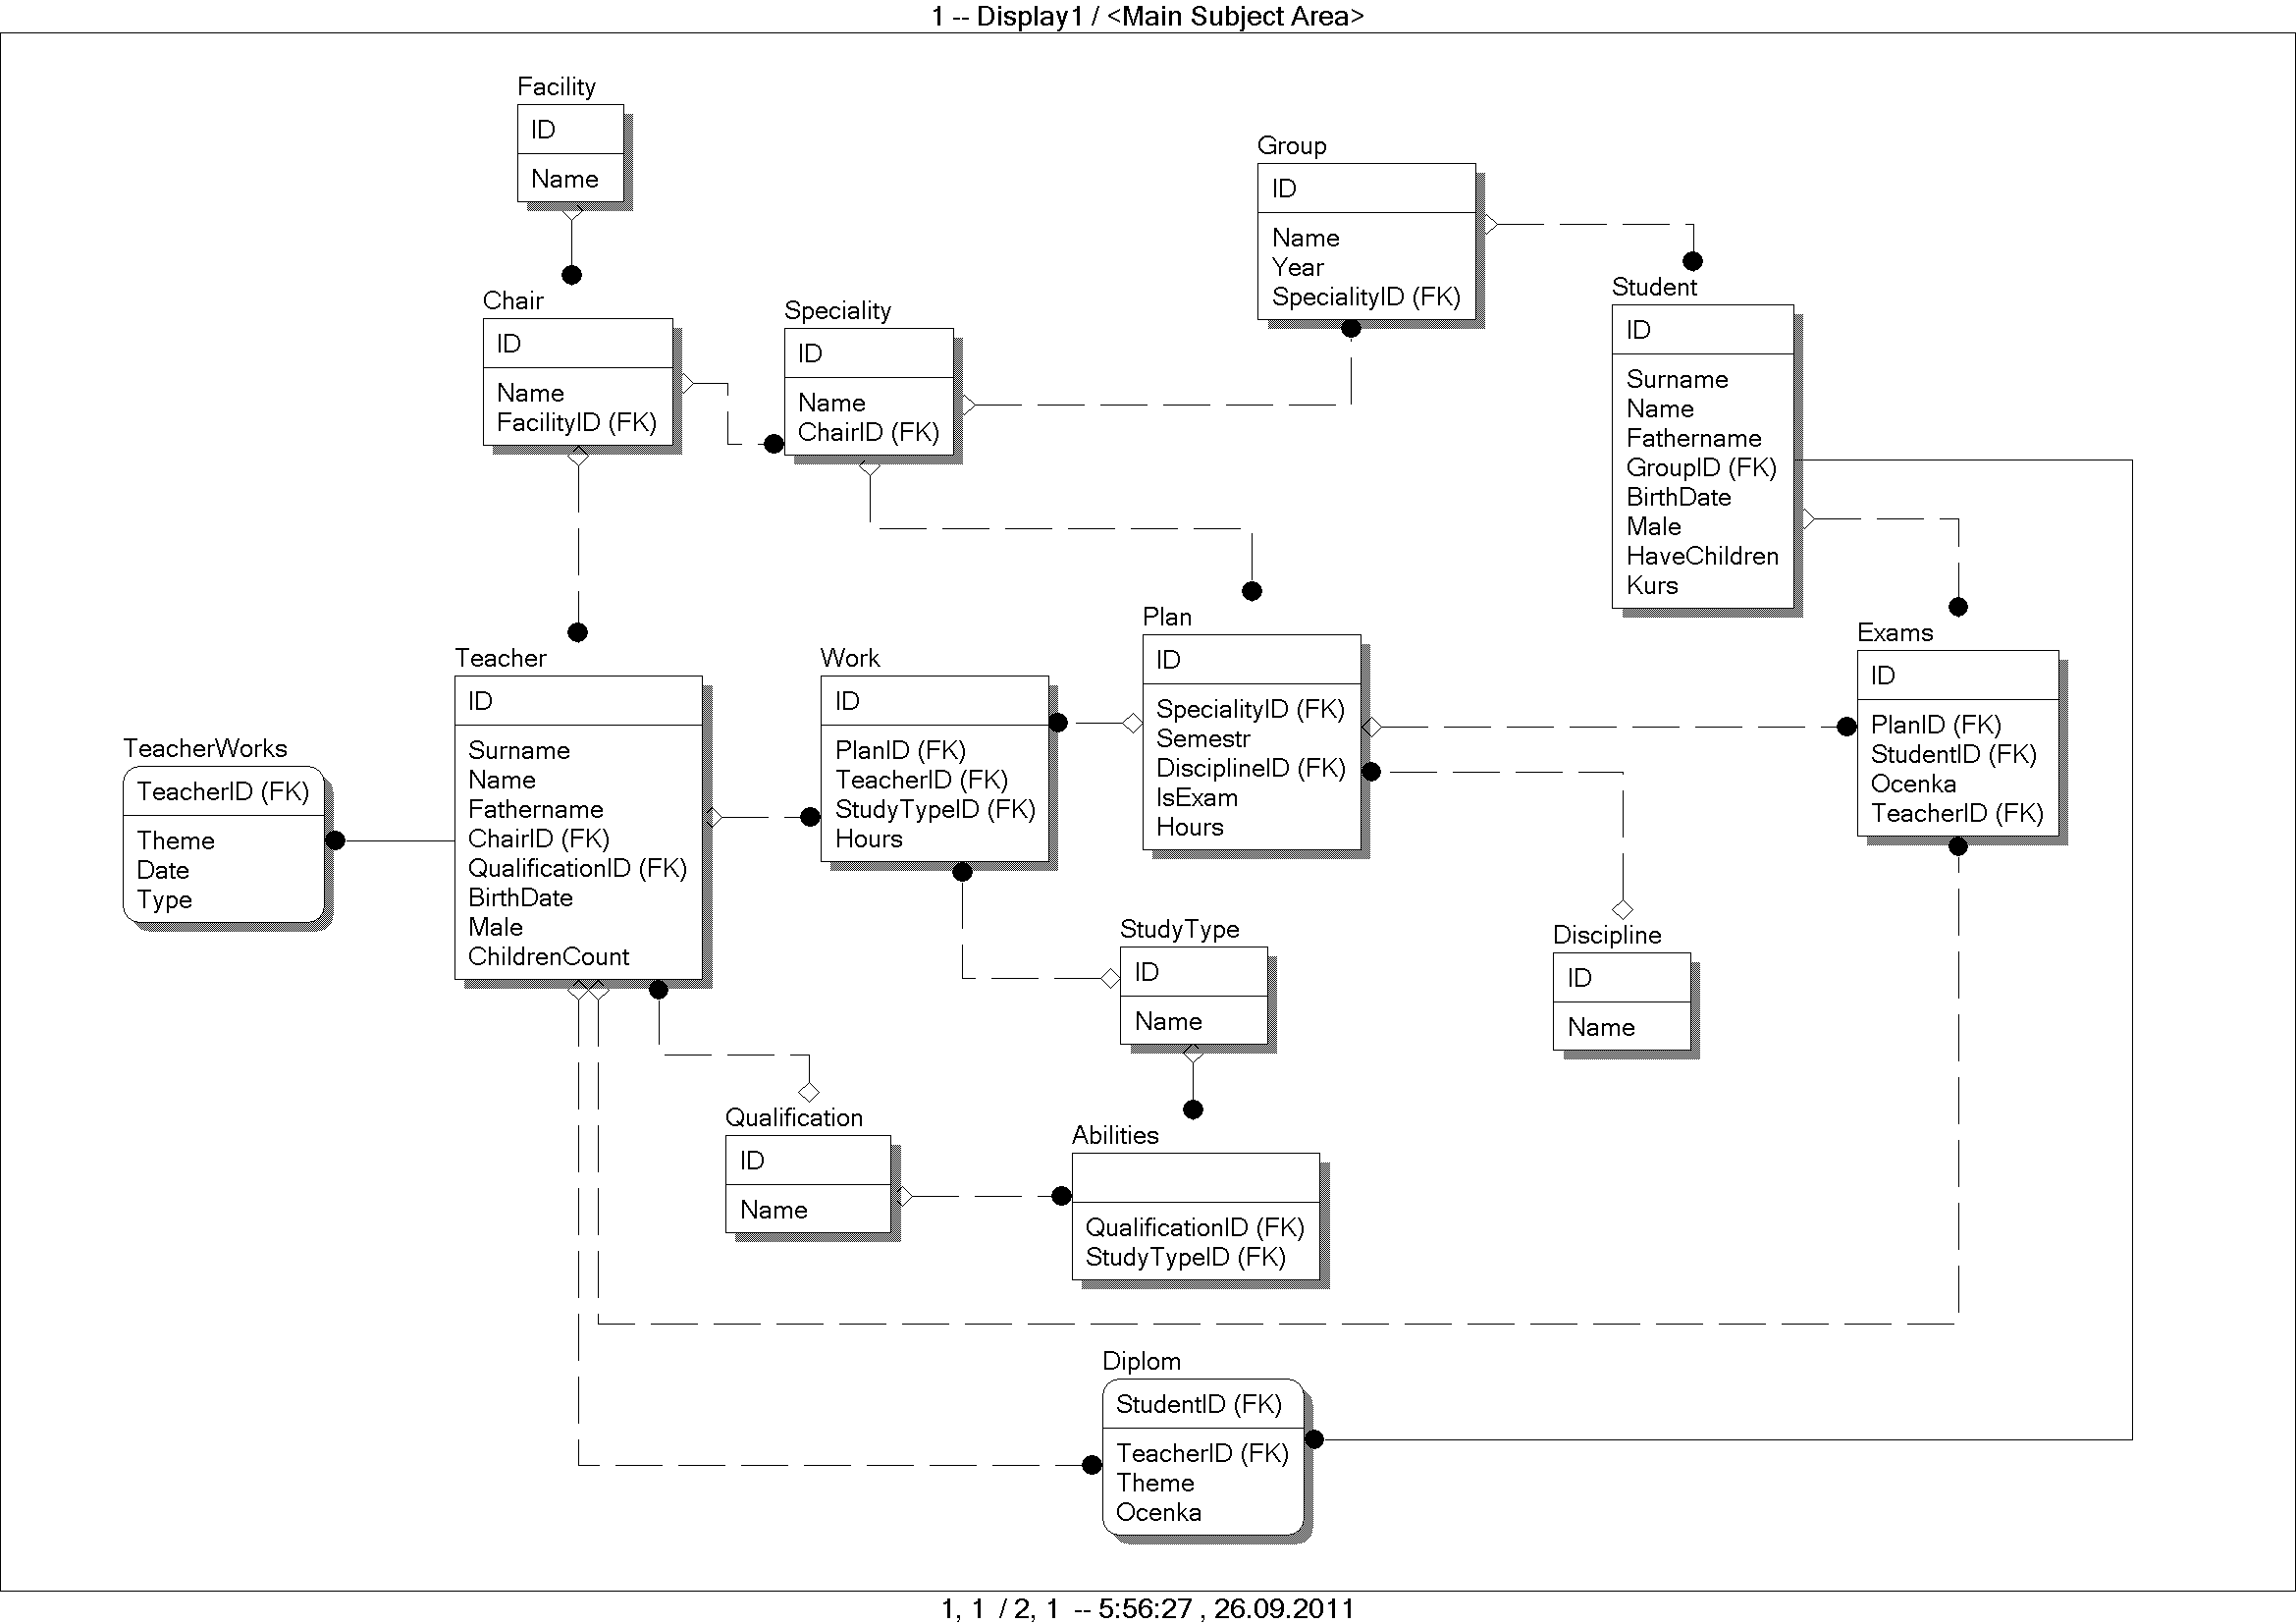 1 -- Display1 / <Main Subject Area>
Facility
ID
Name
Group
ID
Name
Year
SpecialityID (FK)
Chair
ID
Name
FacilityID (FK)
Speciality
ID
Name
ChairID (FK)
Student
ID
Surname
Name
Fathername
GroupID (FK)
BirthDate
Male
HaveChildren
Kurs
TeacherWorks
TeacherID (FK)
Theme
Date
Type
Teacher
ID
Surname
Name
Fathername
ChairID (FK)
QualificationID (FK)
BirthDate
Male
ChildrenCount
Work
ID
PlanID (FK)
TeacherID (FK)
StudyTypeID (FK)
Hours
Plan
ID
SpecialityID (FK)
Semestr
DisciplineID (FK)
IsExam
Hours
Exams
ID
PlanID (FK)
StudentID (FK)
Ocenka
TeacherID (FK)
StudyType
ID
Name
Discipline
ID
Name
Qualification
ID
Name
Abilities
QualificationID (FK)
StudyTypeID (FK)
Diplom
StudentID (FK)
TeacherID (FK)
Theme
Ocenka
1, 1 / 2, 1 -- 5:56:27 , 26.09.2011